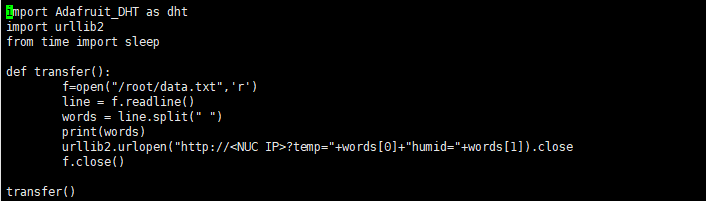 import Adafruit_DHT as dht
import urllib2
from time import sleep

def transfer():
        f=open("/root/data.txt",'r')
        line = f.readline()
        words = line.split(" ")
        print(words)
        urllib2.urlopen("http://<NUC IP>?temp="+words[0]+"humid="+words[1]).close
        f.close()

transfer()